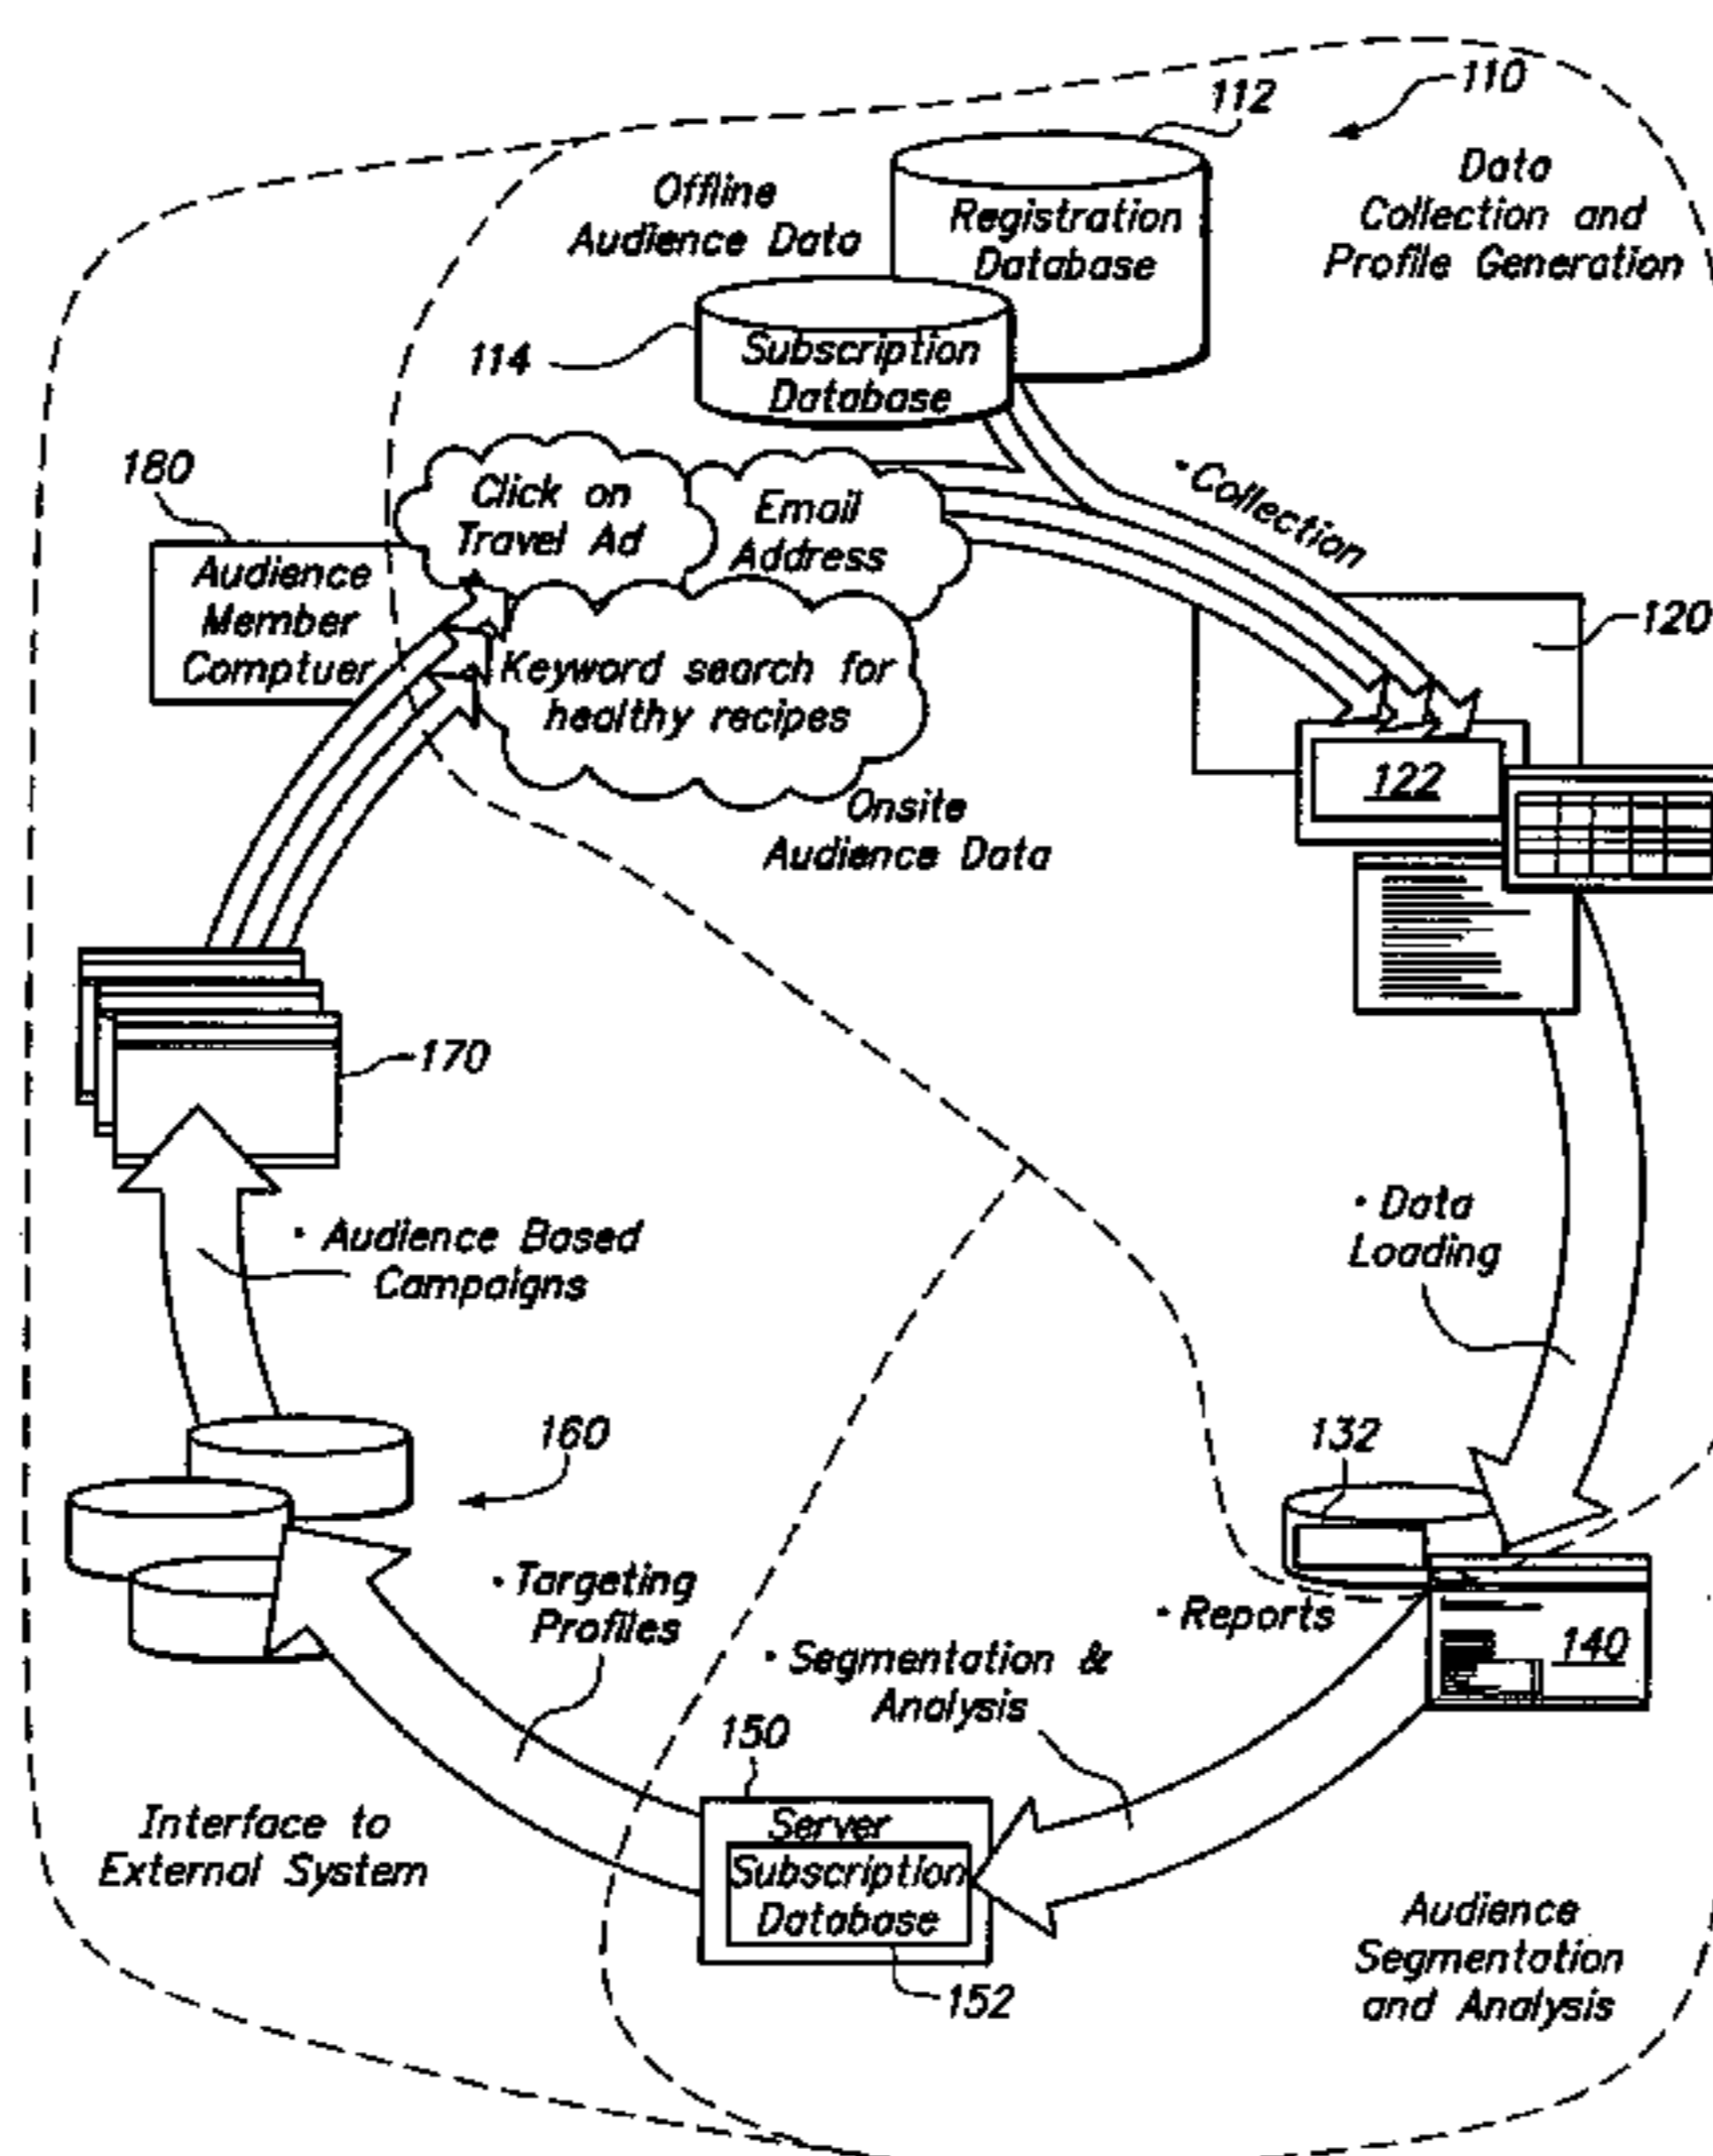 110
112
Data
Collection and
Profile Generation
Offline
Audience Data
Registration
Database
114
Subscription
Database
180
Click on
Travel Ad
Email
Address
• Collection
Audience
Member
Comptuer
120
Keyword search for
healthy recipes
122
Onsite
Audience Data
170
• Data
Loading
• Audience Based
Campaigns
160
132
• Targeting
Profiles
• Reports
140
• Segmentation &
Analysis
150
Server
Subscription
Database
152
Interface to
External System
Audience
Segmentation
and Analysis